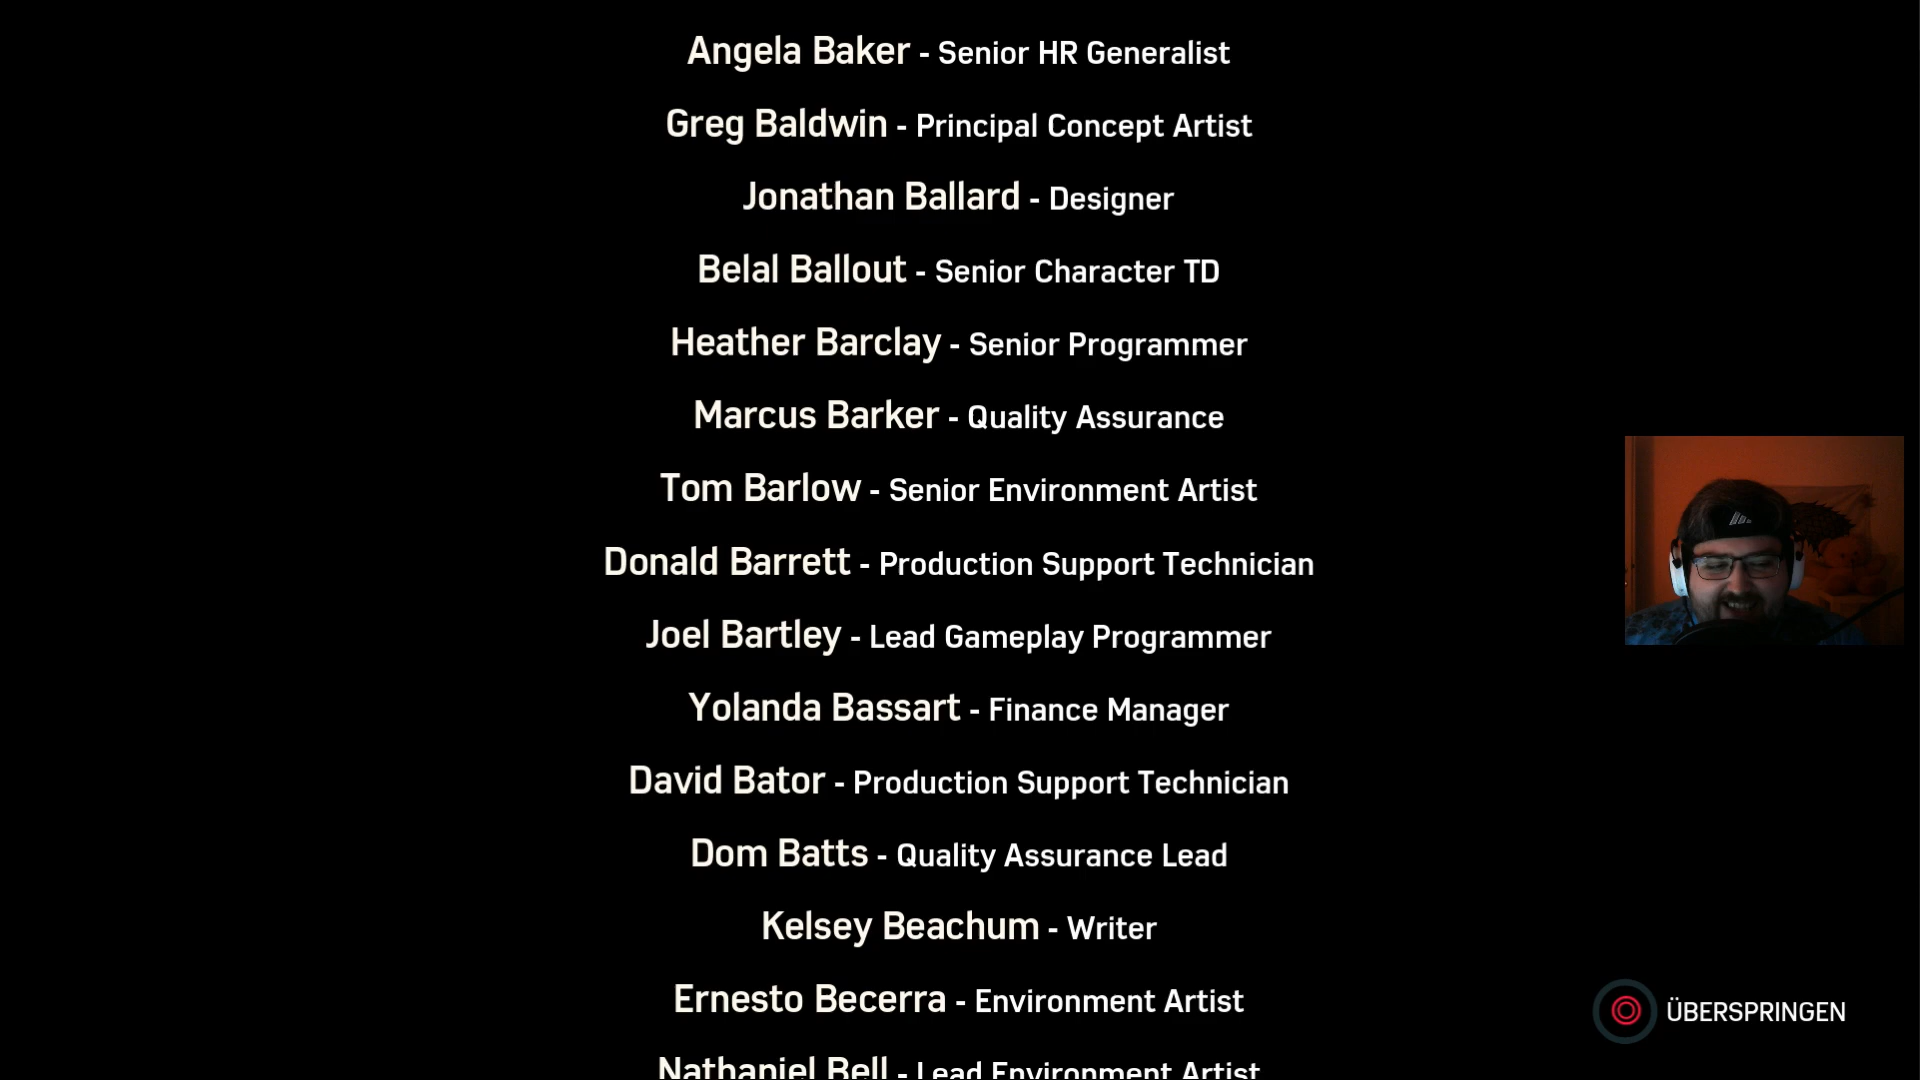 Angela Baker - Senior HR Generalist
Greg Baldwin - Principal Concept Artist
Jonathan Ballard - Designer
Belal Ballout - Senior Character TD
Heather Barclay - Senior Programmer
Marcus Barker - Quality Assurance
Tom Barlow - Senior Environment Artist
Donald Barrett - Production Support Technician
Joel Bartley - Lead Gameplay Programmer
Yolanda Bassart - Finance Manager
David Bator - Production Support Technician
Dom Batts - Quality Assurance Lead
Kelsey Beachum - Writer
Ernesto Becerra - Environment Artist
ÜBERSPRINGEN
Nathaniel Bell - Lead Environment Artist